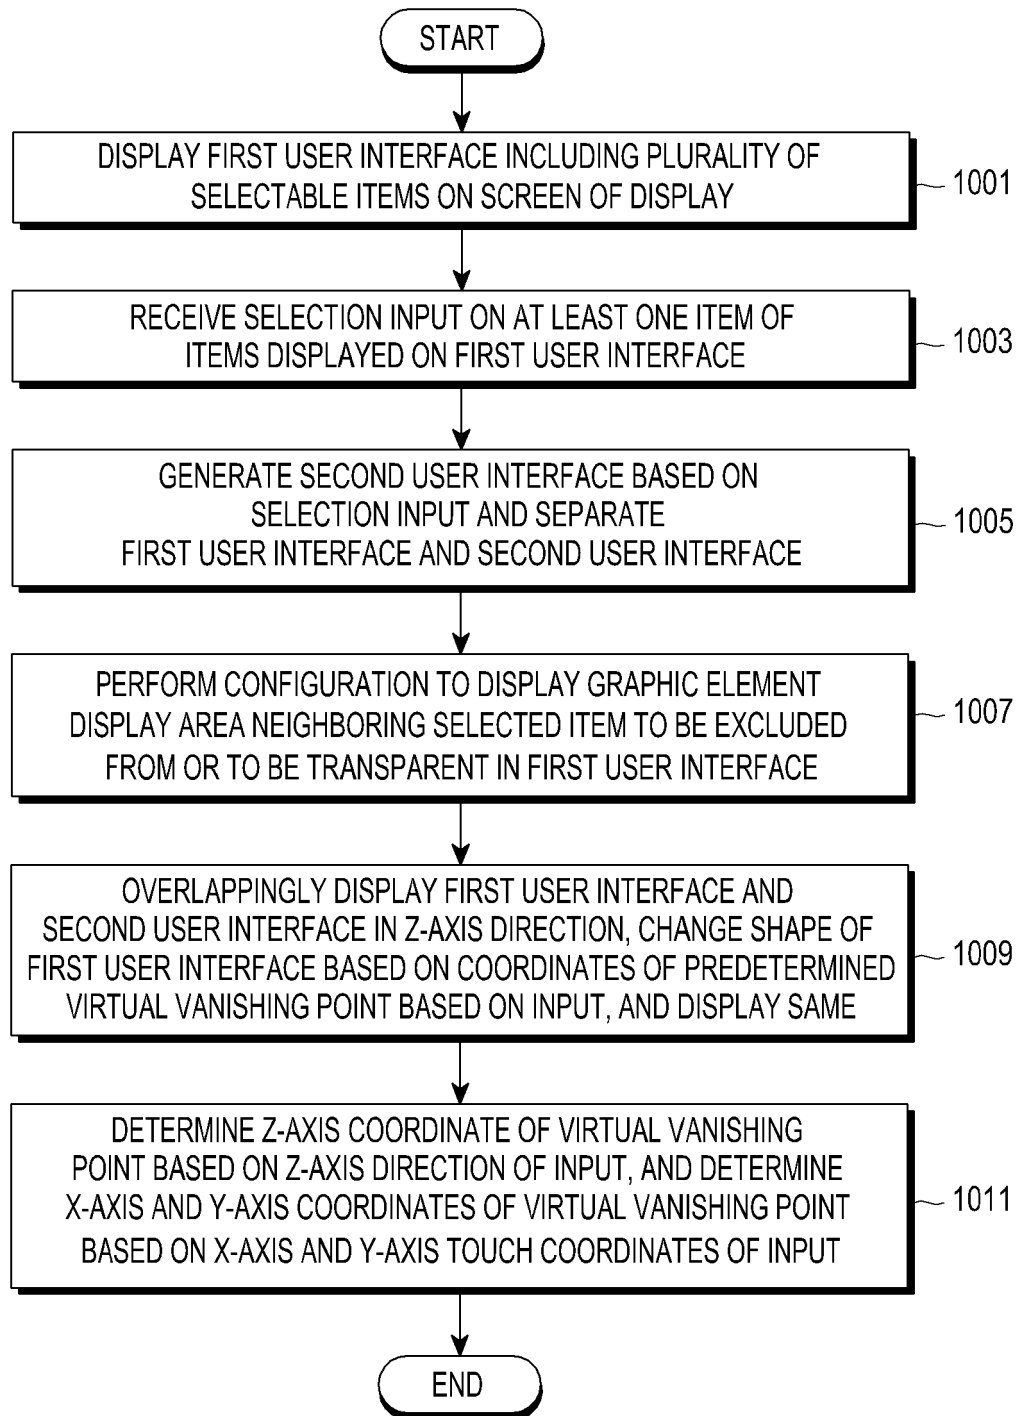 START
DISPLAY FIRST USER INTERFACE INCLUDING PLURALITY OF
SELECTABLE ITEMS ON SCREEN OF DISPLAY
1001
RECEIVE SELECTION INPUT ON AT LEAST ONE ITEM OF
ITEMS DISPLAYED ON FIRST USER INTERFACE
1003
GENERATE SECOND USER INTERFACE BASED ON
SELECTION INPUT AND SEPARATE
FIRST USER INTERFACE AND SECOND USER INTERFACE
1005
PERFORM CONFIGURATION TO DISPLAY GRAPHIC ELEMENT
DISPLAY AREA NEIGHBORING SELECTED ITEM TO BE EXCLUDED
FROM OR TO BE TRANSPARENT IN FIRST USER INTERFACE
1007
OVERLAPPINGLY DISPLAY FIRST USER INTERFACE AND
SECOND USER INTERFACE IN Z-AXIS DIRECTION, CHANGE SHAPE OF
FIRST USER INTERFACE BASED ON COORDINATES OF PREDETERMINED
VIRTUAL VANISHING POINT BASED ON INPUT, AND DISPLAY SAME
1009
DETERMINE Z-AXIS COORDINATE OF VIRTUAL VANISHING
POINT BASED ON Z-AXIS DIRECTION OF INPUT, AND DETERMINE
X-AXIS AND Y-AXIS COORDINATES OF VIRTUAL VANISHING POINT
BASED ON X-AXIS AND Y-AXIS TOUCH COORDINATES OF INPUT
1011
END